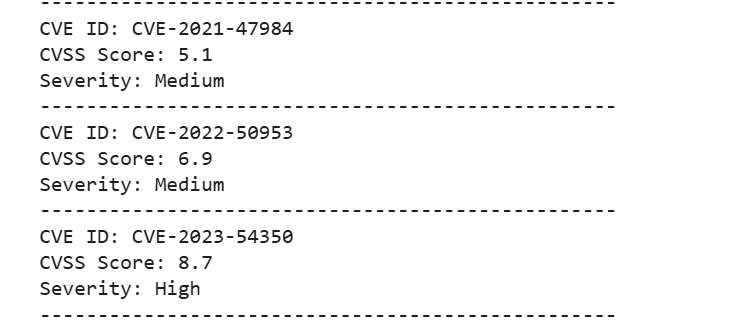 --------------------------------------------------
CVE ID: CVE-2021-47984
CVSS Score: 5.1
Severity: Medium
--------------------------------------------------
CVE ID: CVE-2022-50953
CVSS Score: 6.9
Severity: Medium
--------------------------------------------------
CVE ID: CVE-2023-54350
CVSS Score: 8.7
Severity: High
--------------------------------------------------